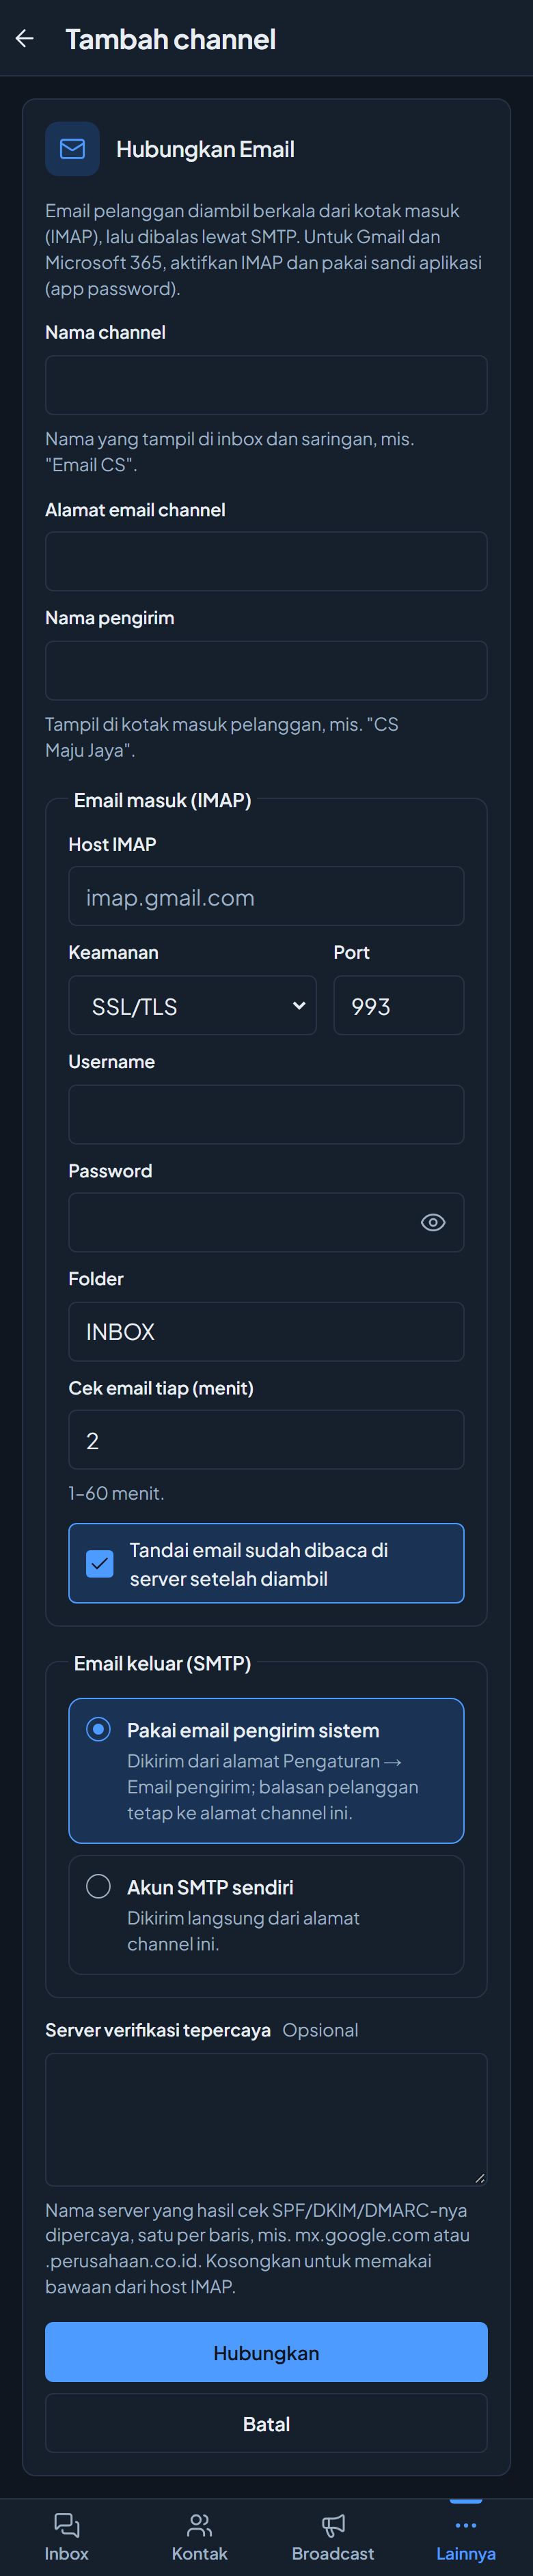 Tambah channel
Hubungkan Email
Email pelanggan diambil berkala dari kotak masuk
(IMAP), lalu dibalas lewat SMTP. Untuk Gmail dan
Microsoft 365, aktifkan IMAP dan pakai sandi aplikasi
(app password).
Nama channel
Nama yang tampil di inbox dan saringan, mis.
"Email CS".
Alamat email channel
Nama pengirim
Tampil di kotak masuk pelanggan, mis. "CS
Maju Jaya".
Email masuk (IMAP)
Host IMAP
imap.gmail.com
Keamanan Port
SSL/TLS 993
Username
Password
Folder
INBOX
Cek email tiap (menit)
2
1–60 menit.
Tandai email sudah dibaca di
server setelah diambil
Email keluar (SMTP)
Pakai email pengirim sistem
Dikirim dari alamat Pengaturan →
Email pengirim; balasan pelanggan
tetap ke alamat channel ini.
Akun SMTP sendiri
Dikirim langsung dari alamat
channel ini.
Server verifikasi tepercaya Opsional
Nama server yang hasil cek SPF/DKIM/DMARC-nya
dipercaya, satu per baris, mis. mx.google.com atau
.perusahaan.co.id. Kosongkan untuk memakai
bawaan dari host IMAP.
Hubungkan
Batal
Inbox Kontak Broadcast Lainnya